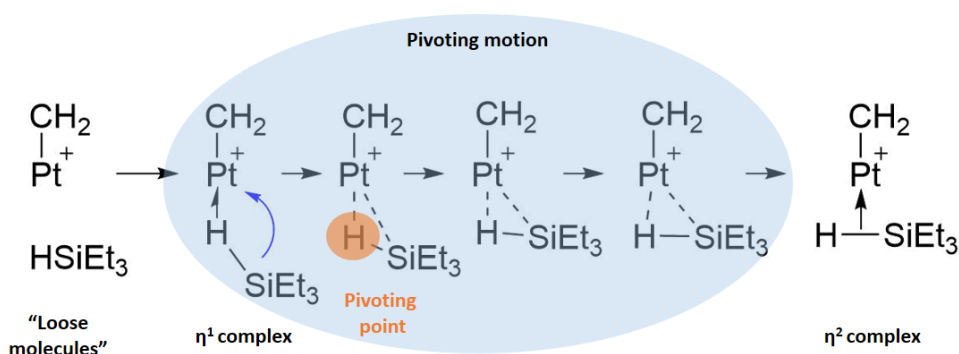 Pivoting motion
CH₂ CH₂ CH₂ CH₂ CH₂ CH₂
+ + + + + +
Pt Pt Pt Pt Pt Pt
H H H–SiEt₃ H–SiEt₃ H–SiEt₃
HSiEt₃ SiEt₃ SiEt₃
Pivoting
point
"Loose
molecules"
η¹ complex
η² complex